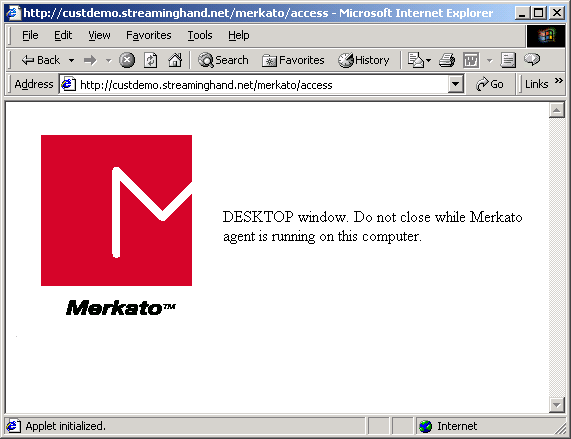 http://custdemo.streaminghand.net/merkato/access - Microsoft Internet Explorer
File Edit View Favorites Tools Help
Back Search Favorites History
Address http://custdemo.streaminghand.net/merkato/access Go Links »
DESKTOP window. Do not close while Merkato
agent is running on this computer.
Merkato™
Applet initialized. Internet